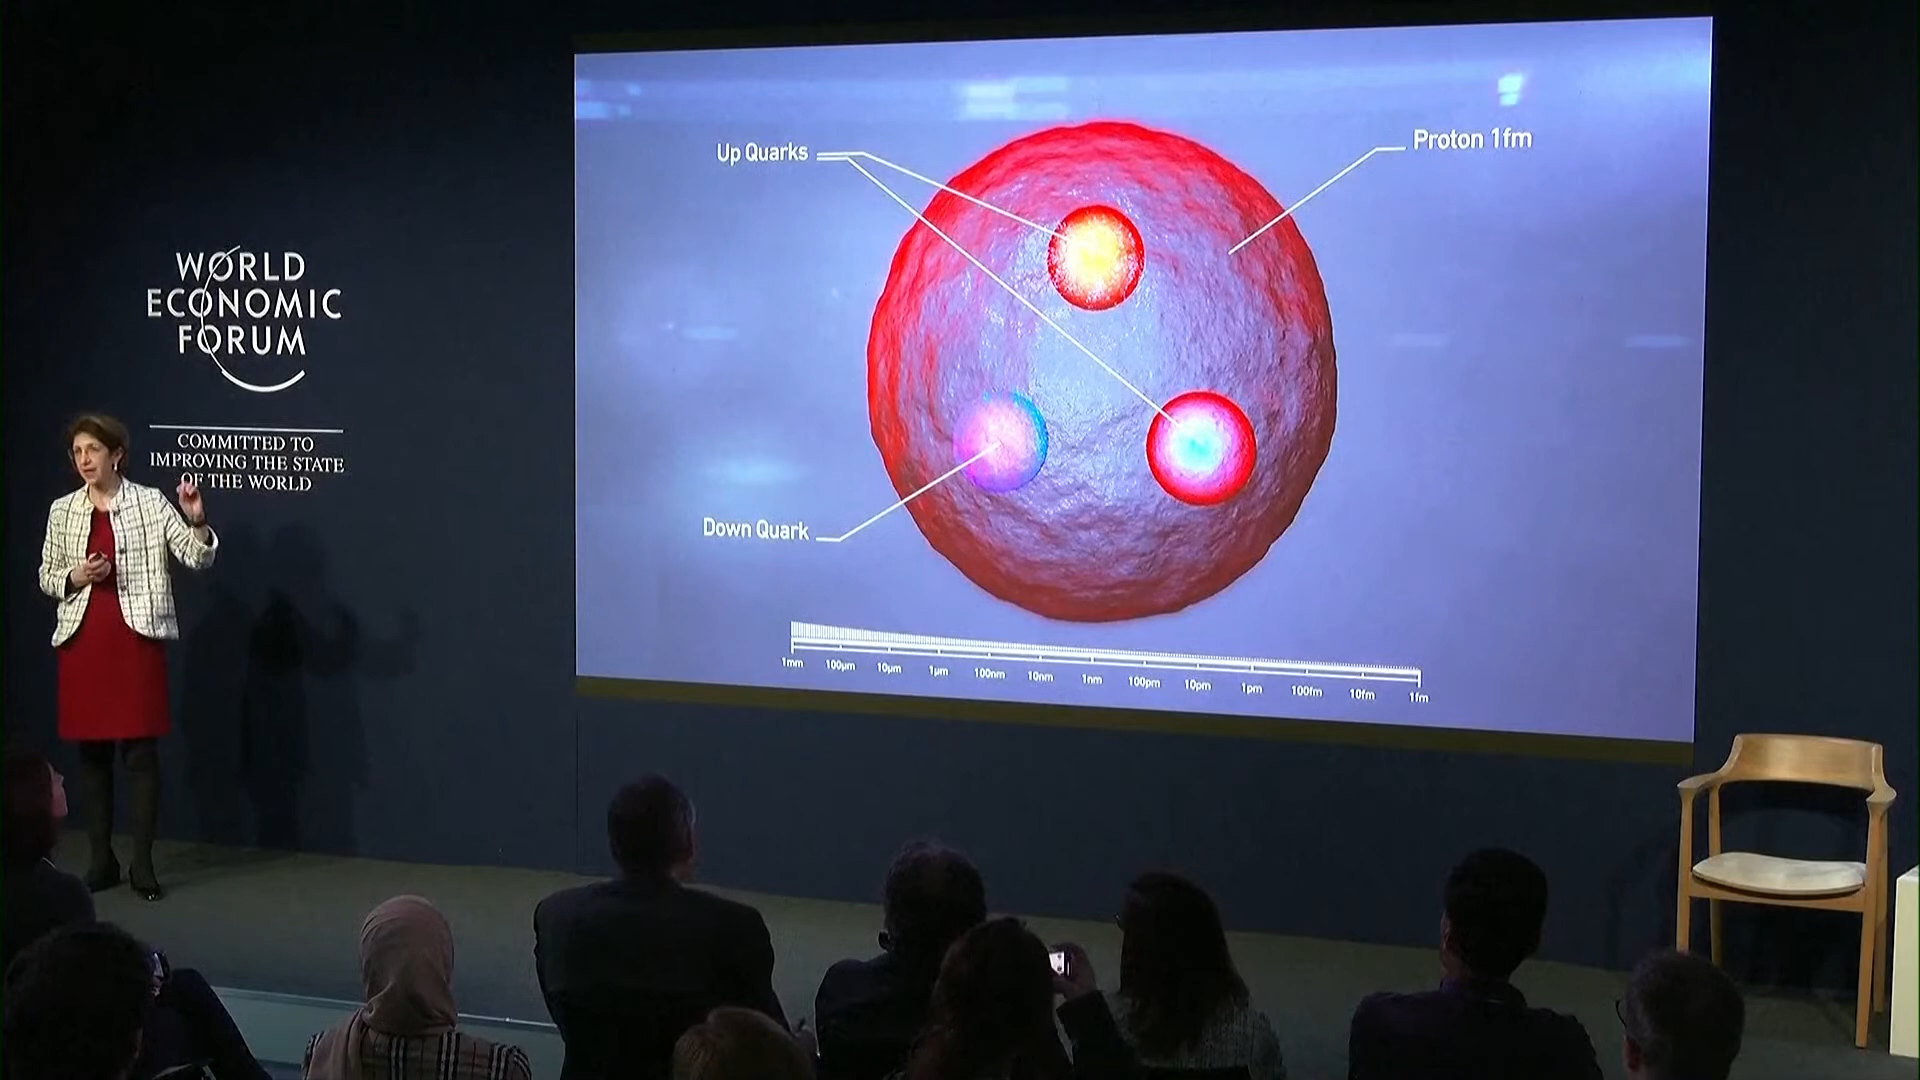 WORLD
ECONOMIC
FORUM
COMMITTED TO
IMPROVING THE STATE
OF THE WORLD
Up Quarks
Proton 1fm
Down Quark
1mm 100µm 10µm 1µm 100nm 10nm 1nm 100pm 10pm 1pm 100fm 10fm 1fm